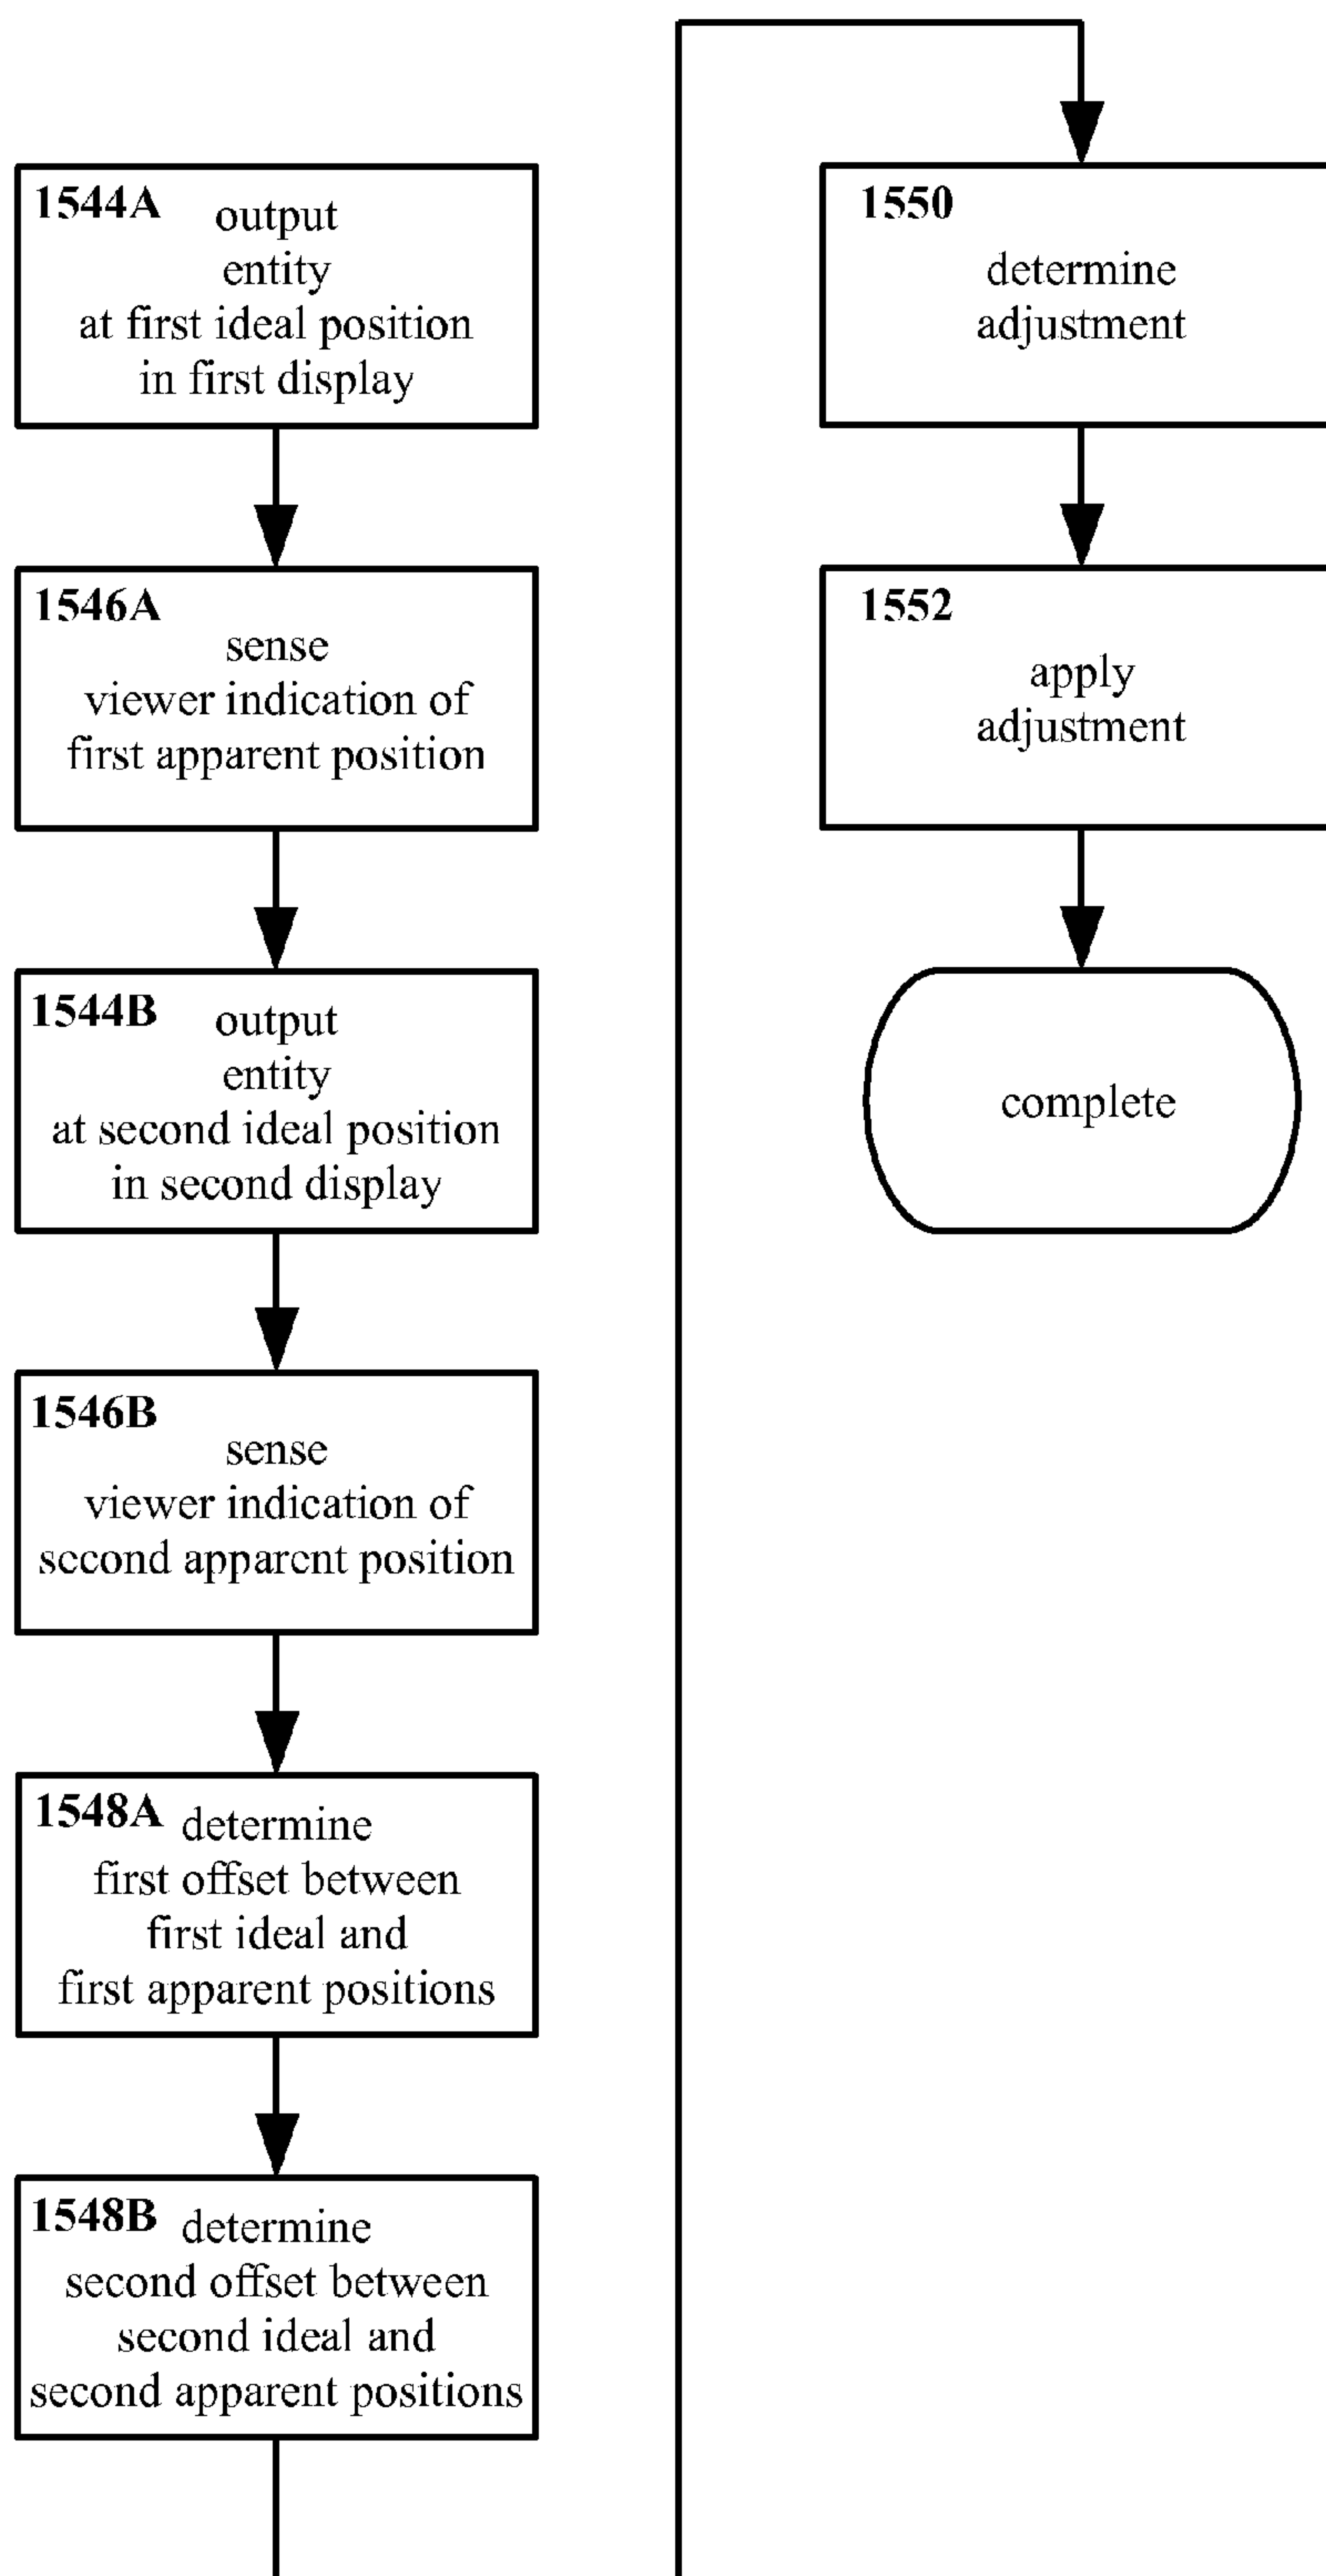 1544A
output
entity
at first ideal position
in first display
1546A
sense
viewer indication of
first apparent position
1544B
output
entity
at second ideal position
in second display
1546B
sense
viewer indication of
second apparent position
1548A
determine
first offset between
first ideal and
first apparent positions
1548B
determine
second offset between
second ideal and
second apparent positions
1550
determine
adjustment
1552
apply
adjustment
complete